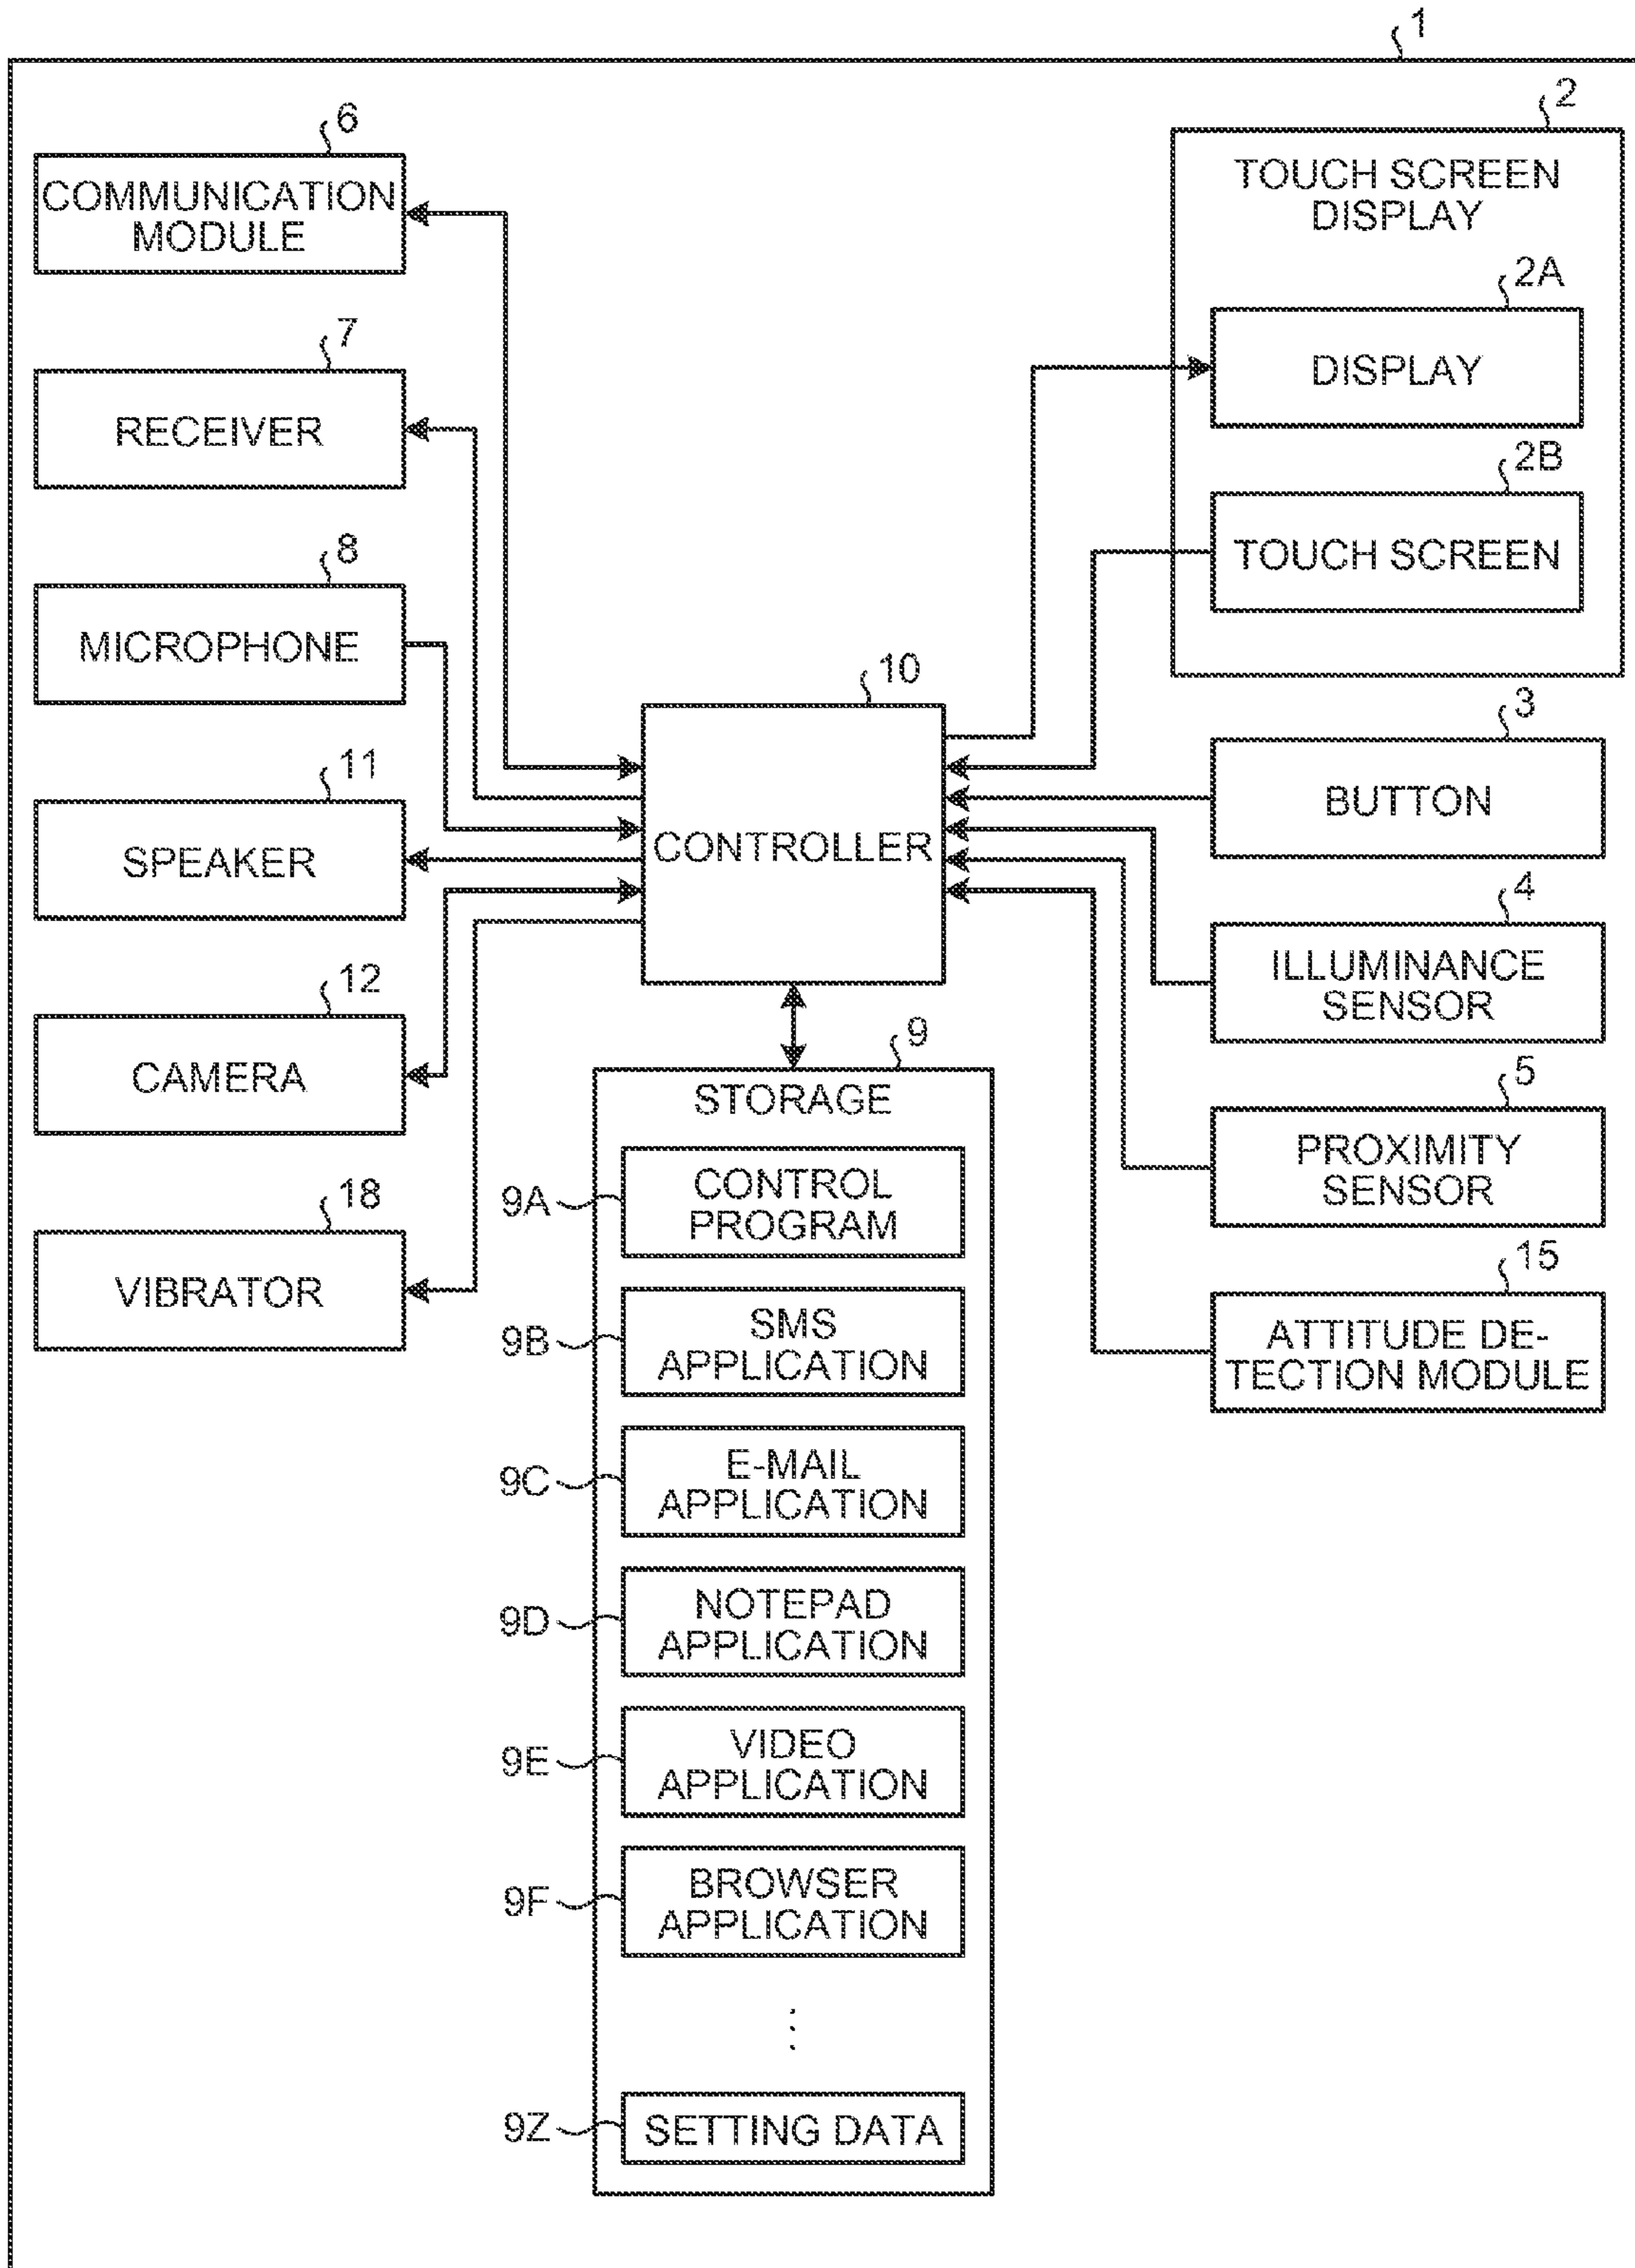 1
6
COMMUNICATION
MODULE
7
RECEIVER
8
MICROPHONE
11
SPEAKER
12
CAMERA
18
VIBRATOR
10
CONTROLLER
9
STORAGE
9A
CONTROL
PROGRAM
9B
SMS
APPLICATION
9C
E-MAIL
APPLICATION
9D
NOTEPAD
APPLICATION
9E
VIDEO
APPLICATION
9F
BROWSER
APPLICATION
9Z
SETTING DATA
2
TOUCH SCREEN
DISPLAY
2A
DISPLAY
2B
TOUCH SCREEN
3
BUTTON
4
ILLUMINANCE
SENSOR
5
PROXIMITY
SENSOR
15
ATTITUDE DE-
TECTION MODULE